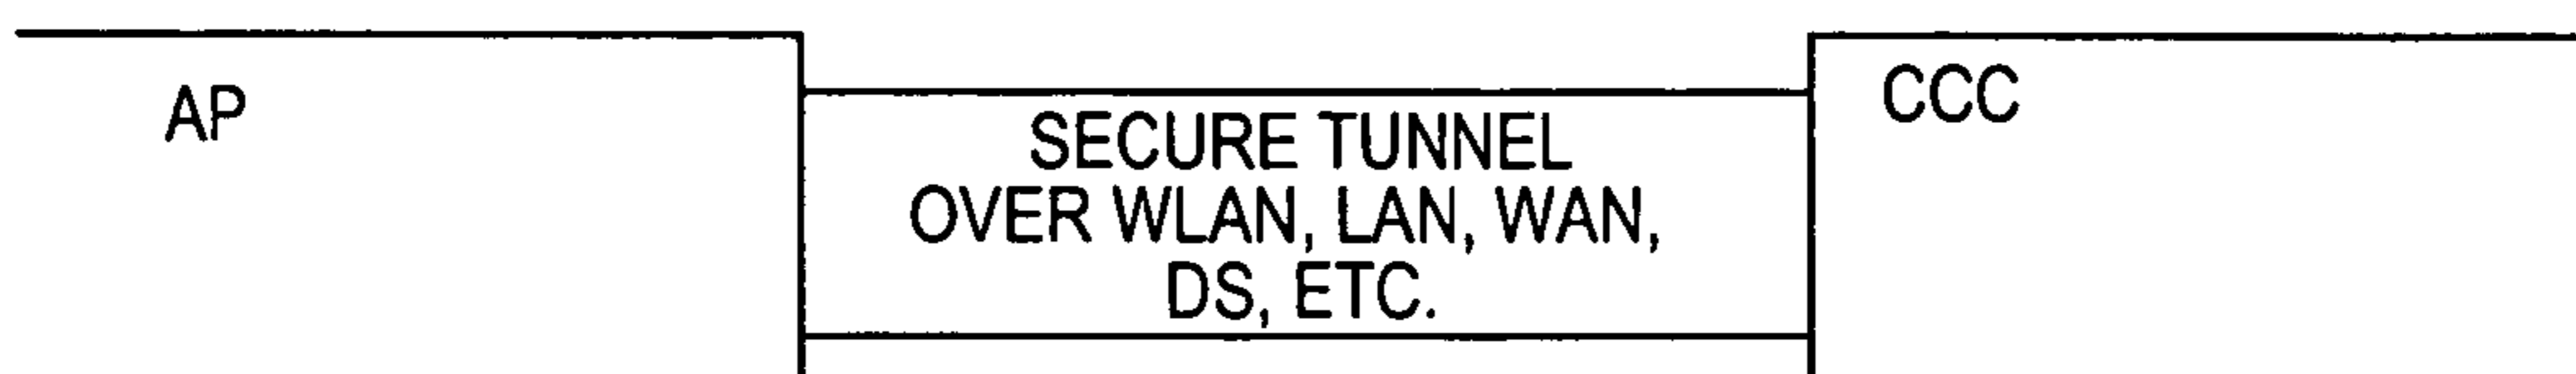 AP
CCC
SECURE TUNNEL
OVER WLAN, LAN, WAN,
DS, ETC.